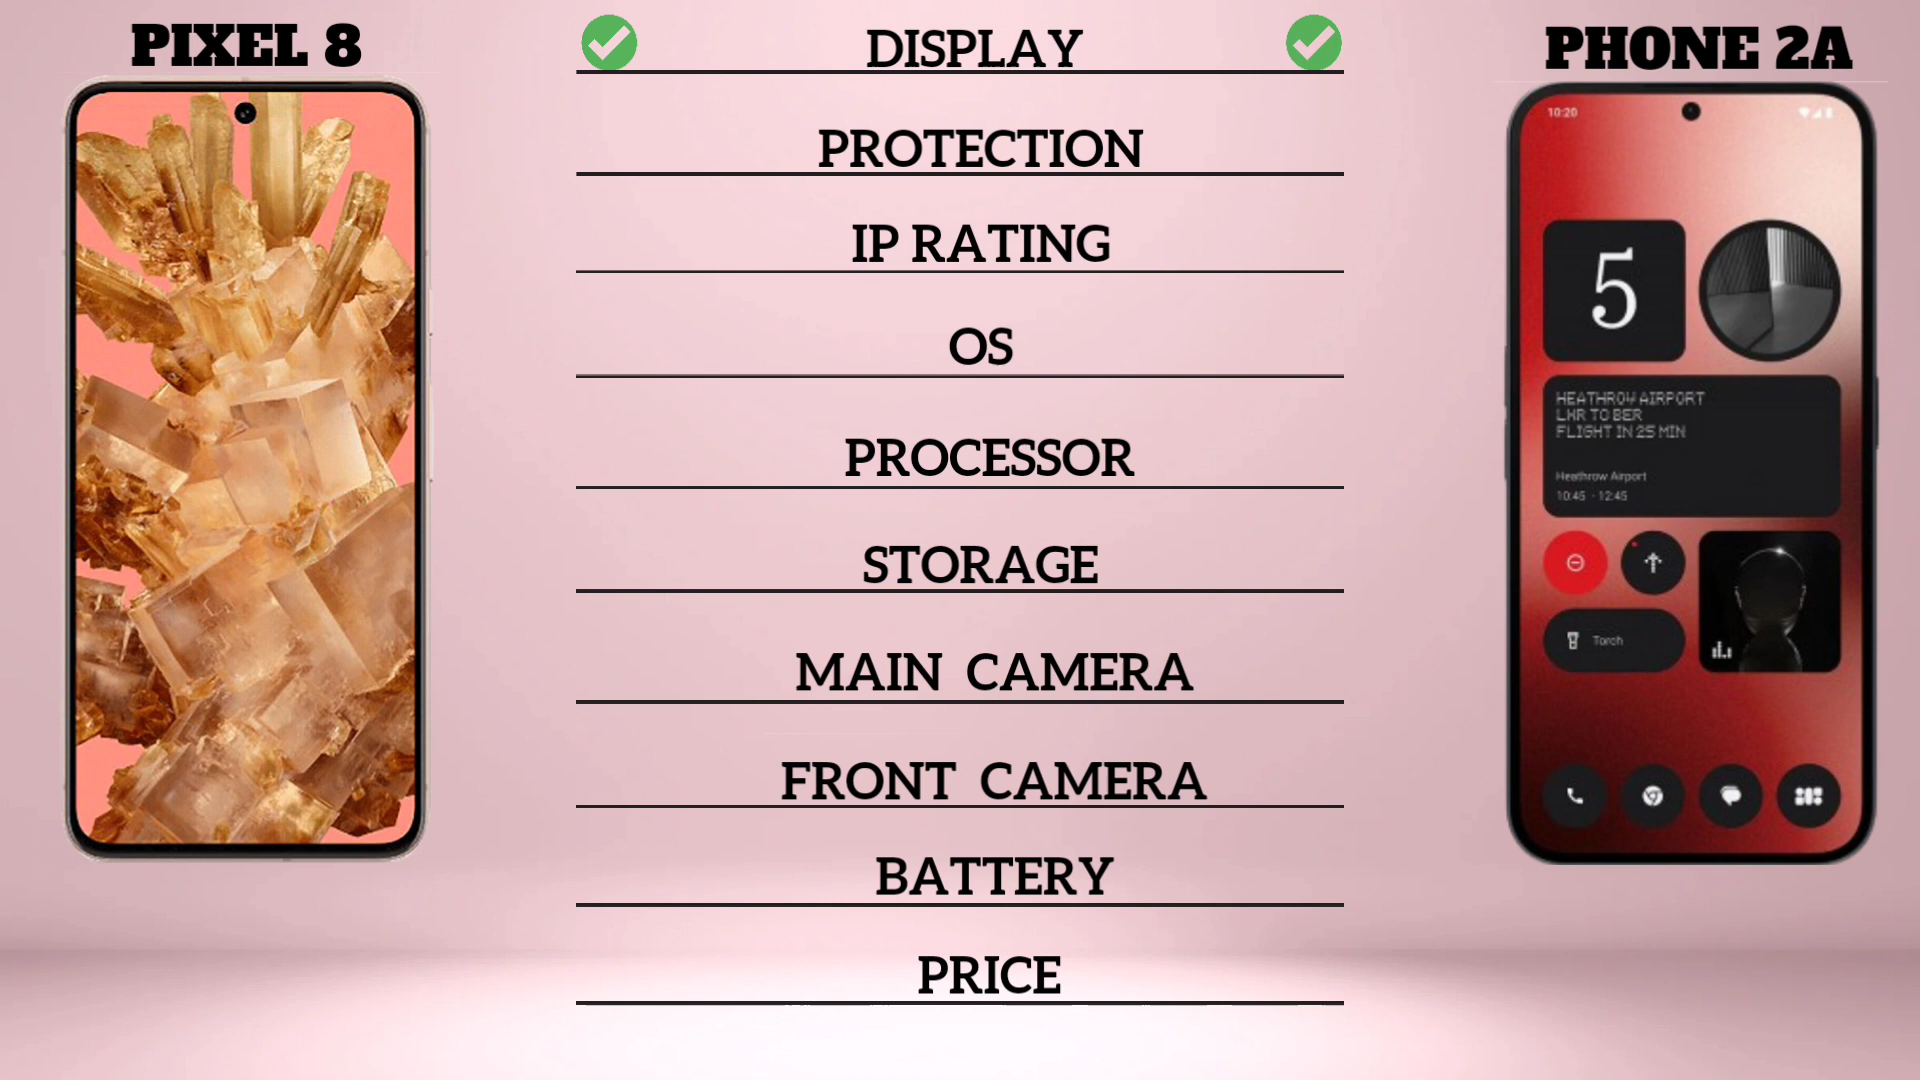 PIXEL 8
DISPLAY
PROTECTION
IP RATING
OS
PROCESSOR
STORAGE
MAIN CAMERA
FRONT CAMERA
BATTERY
PRICE
PHONE 2A
10:20
5
HEATHROW AIRPORT
LHR TO BER
FLIGHT IN 25 MIN
Heathrow Airport
10:45 - 12:45
Torch